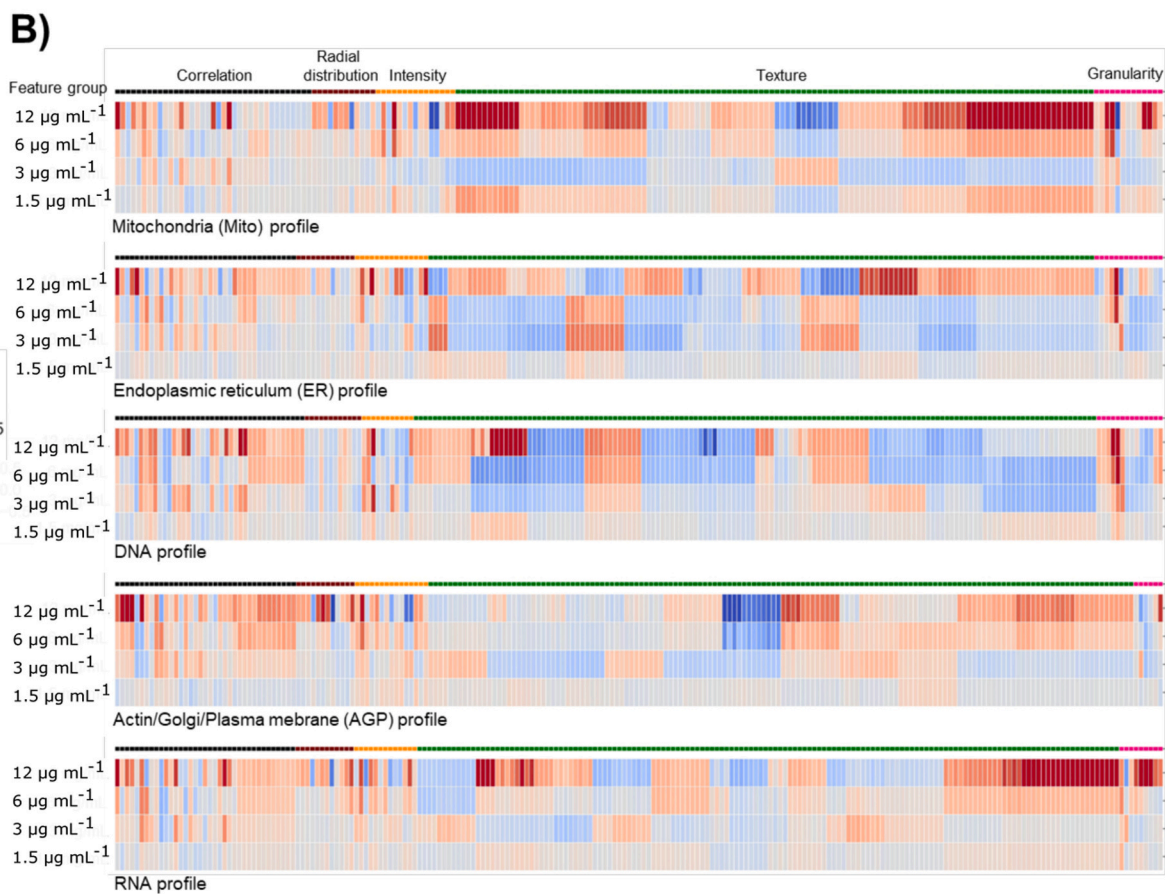 B)
Radial
Correlation distribution Intensity Texture Granularity
Feature group
12 µg mL⁻¹
6 µg mL⁻¹
3 µg mL⁻¹
1.5 µg mL⁻¹
Mitochondria (Mito) profile
12 µg mL⁻¹
6 µg mL⁻¹
3 µg mL⁻¹
1.5 µg mL⁻¹
Endoplasmic reticulum (ER) profile
12 µg mL⁻¹
6 µg mL⁻¹
3 µg mL⁻¹
1.5 µg mL⁻¹
DNA profile
12 µg mL⁻¹
6 µg mL⁻¹
3 µg mL⁻¹
1.5 µg mL⁻¹
Actin/Golgi/Plasma mebrane (AGP) profile
12 µg mL⁻¹
6 µg mL⁻¹
3 µg mL⁻¹
1.5 µg mL⁻¹
RNA profile